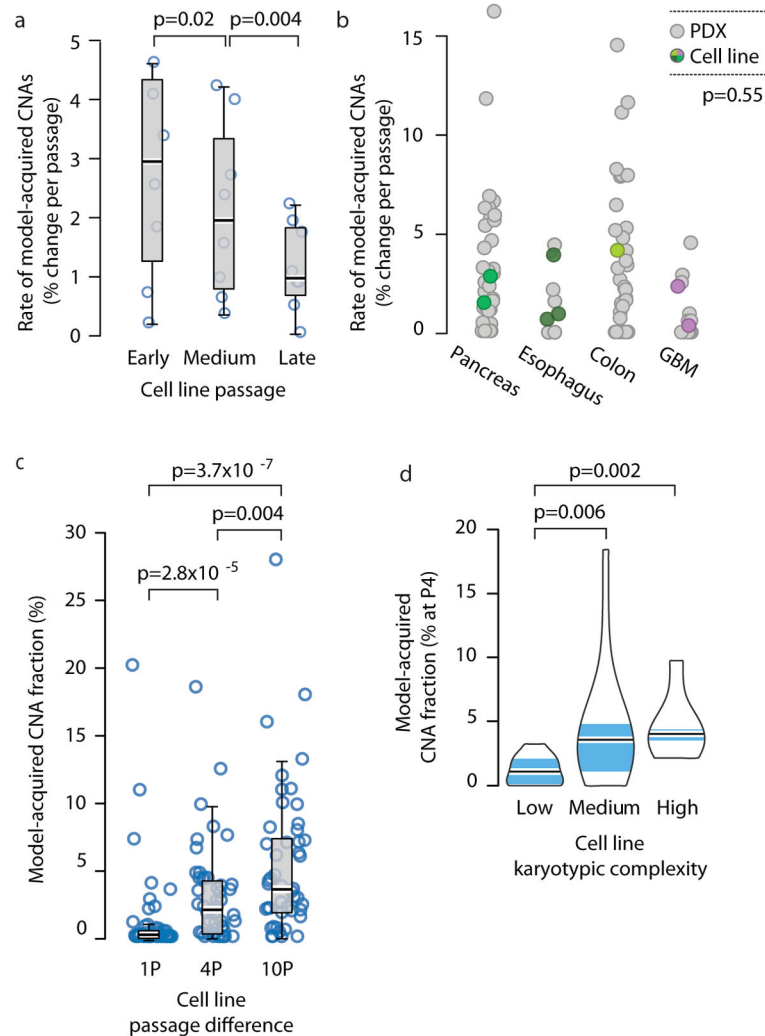 a
p=0.02
p=0.004
Rate of model-acquired CNAs
(% change per passage)
5
4
3
2
1
0
Early
Medium
Late
Cell line passage
b
Rate of model-acquired CNAs
(% change per passage)
15
10
5
0
PDX
Cell line
p=0.55
Pancreas
Esophagus
Colon
GBM
c
p=3.7x10 -7
p=0.004
p=2.8x10 -5
Model-acquired CNA fraction (%)
30
25
20
15
10
5
0
1P
4P
10P
Cell line
passage difference
d
p=0.002
p=0.006
Model-acquired
CNA fraction (% at P4)
20
15
10
5
0
Low
Medium
High
Cell line
karyotypic complexity